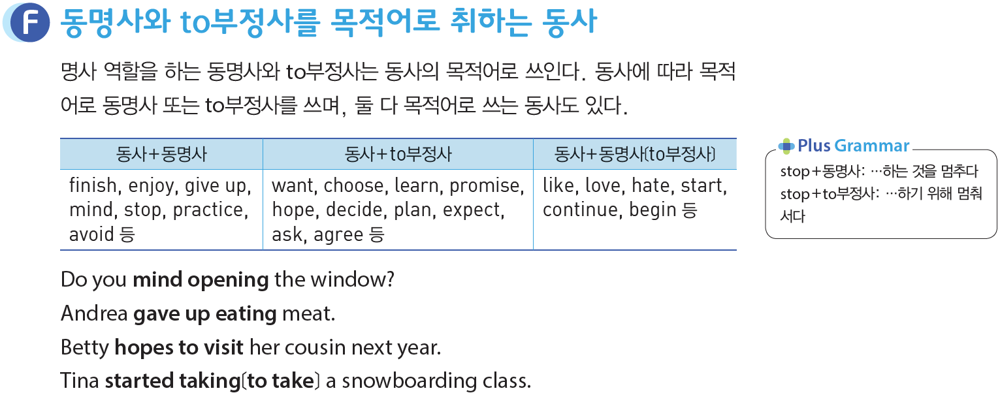 F 동명사와 to부정사를 목적어로 취하는 동사
명사 역할을 하는 동명사와 to부정사는 동사의 목적어로 쓰인다. 동사에 따라 목적
어로 동명사 또는 to부정사를 쓰며, 둘 다 목적어로 쓰는 동사도 있다.
동사+동명사 동사+to부정사 동사+동명사〔to부정사〕
finish, enjoy, give up, want, choose, learn, promise, like, love, hate, start,
mind, stop, practice, hope, decide, plan, expect, continue, begin 등
avoid 등 ask, agree 등
Plus Grammar
stop+동명사: …하는 것을 멈추다
stop+to부정사: …하기 위해 멈춰
서다
Do you mind opening the window?
Andrea gave up eating meat.
Betty hopes to visit her cousin next year.
Tina started taking〔to take〕 a snowboarding class.